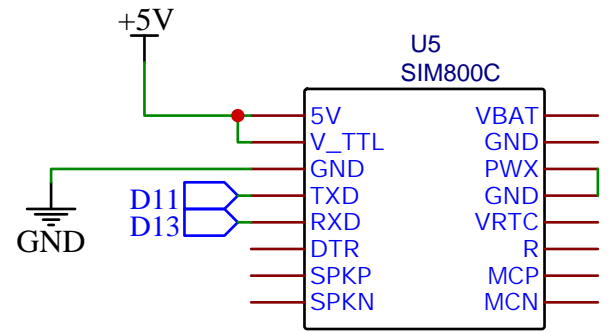 +5V
U5
SIM800C
5V VBAT
V_TTL GND
GND PWX
D11 TXD GND
D13 RXD VRTC
GND DTR R
SPKP MCP
SPKN MCN